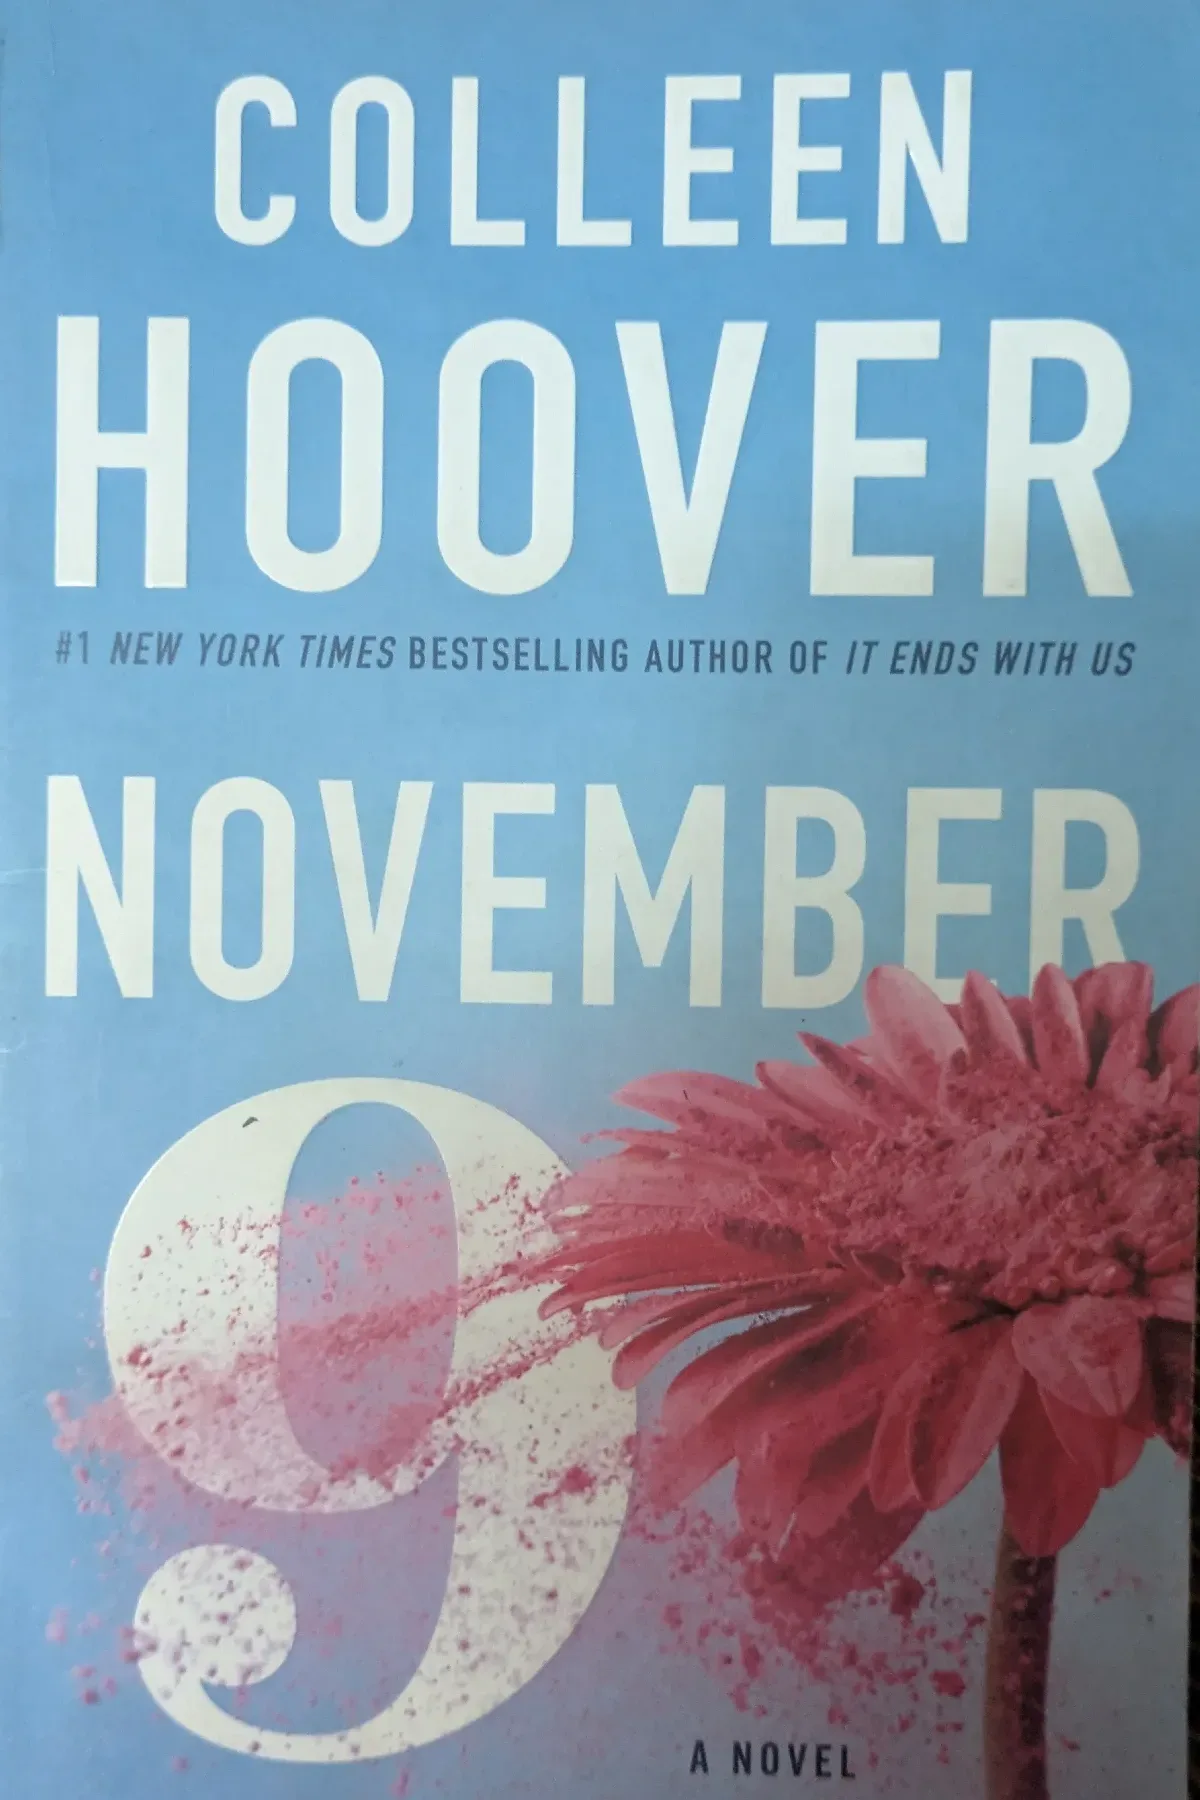 COLLEEN
HOOVER
#1 NEW YORK TIMES BESTSELLING AUTHOR OF IT ENDS WITH US
NOVEMBER
9
A NOVEL